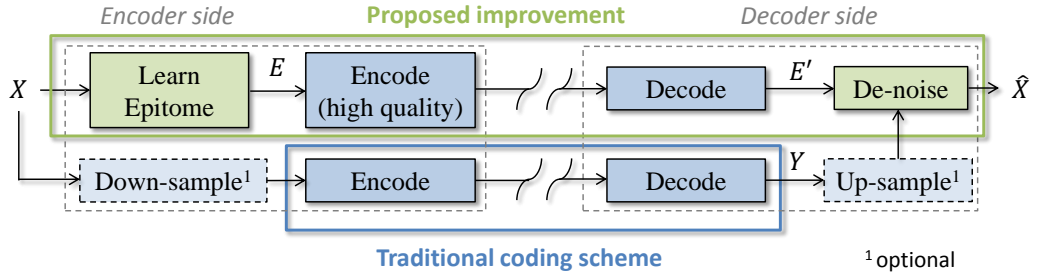 Encoder side
Proposed improvement
Decoder side
X
Learn
Epitome
E
Encode
(high quality)
Decode
E′
De-noise
X̂
Down-sample¹
Encode
Decode
Y
Up-sample¹
Traditional coding scheme
¹ optional